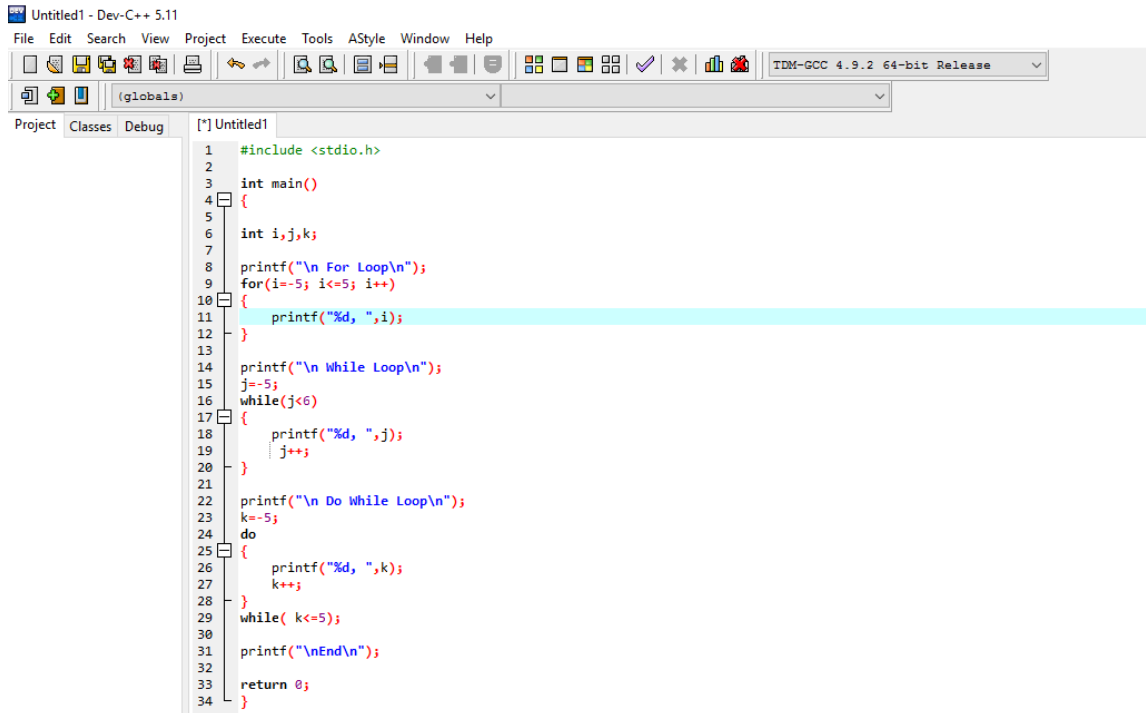 Untitled1 - Dev-C++ 5.11
File Edit Search View Project Execute Tools AStyle Window Help
TDM-GCC 4.9.2 64-bit Release
(globals)
Project Classes Debug [*] Untitled1
1 #include <stdio.h>
2
3 int main()
4 {
5
6 int i,j,k;
7
8 printf("\n For Loop\n");
9 for(i=-5; i<=5; i++)
10 {
11 printf("%d, ",i);
12 }
13
14 printf("\n While Loop\n");
15 j=-5;
16 while(j<6)
17 {
18 printf("%d, ",j);
19 j++;
20 }
21
22 printf("\n Do While Loop\n");
23 k=-5;
24 do
25 {
26 printf("%d, ",k);
27 k++;
28 }
29 while( k<=5);
30
31 printf("\nEnd\n");
32
33 return 0;
34 }